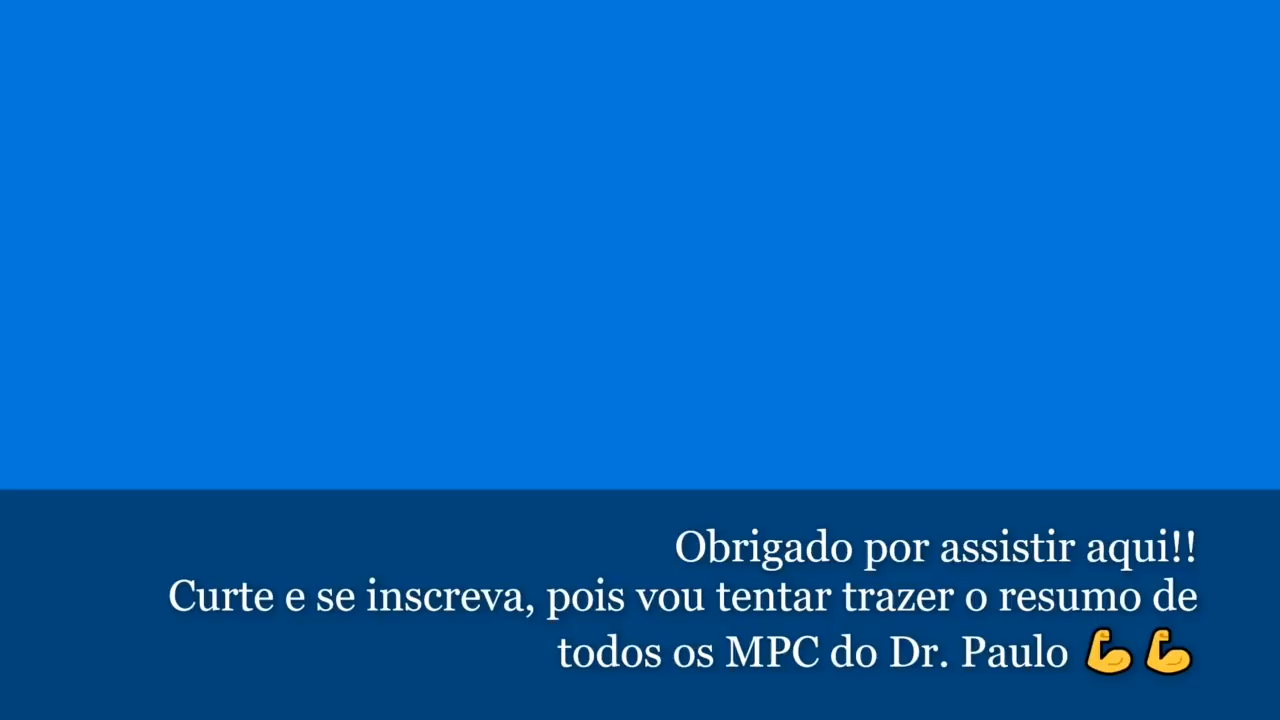 Obrigado por assistir aqui!!
Curte e se inscreva, pois vou tentar trazer o resumo de
todos os MPC do Dr. Paulo 💪💪